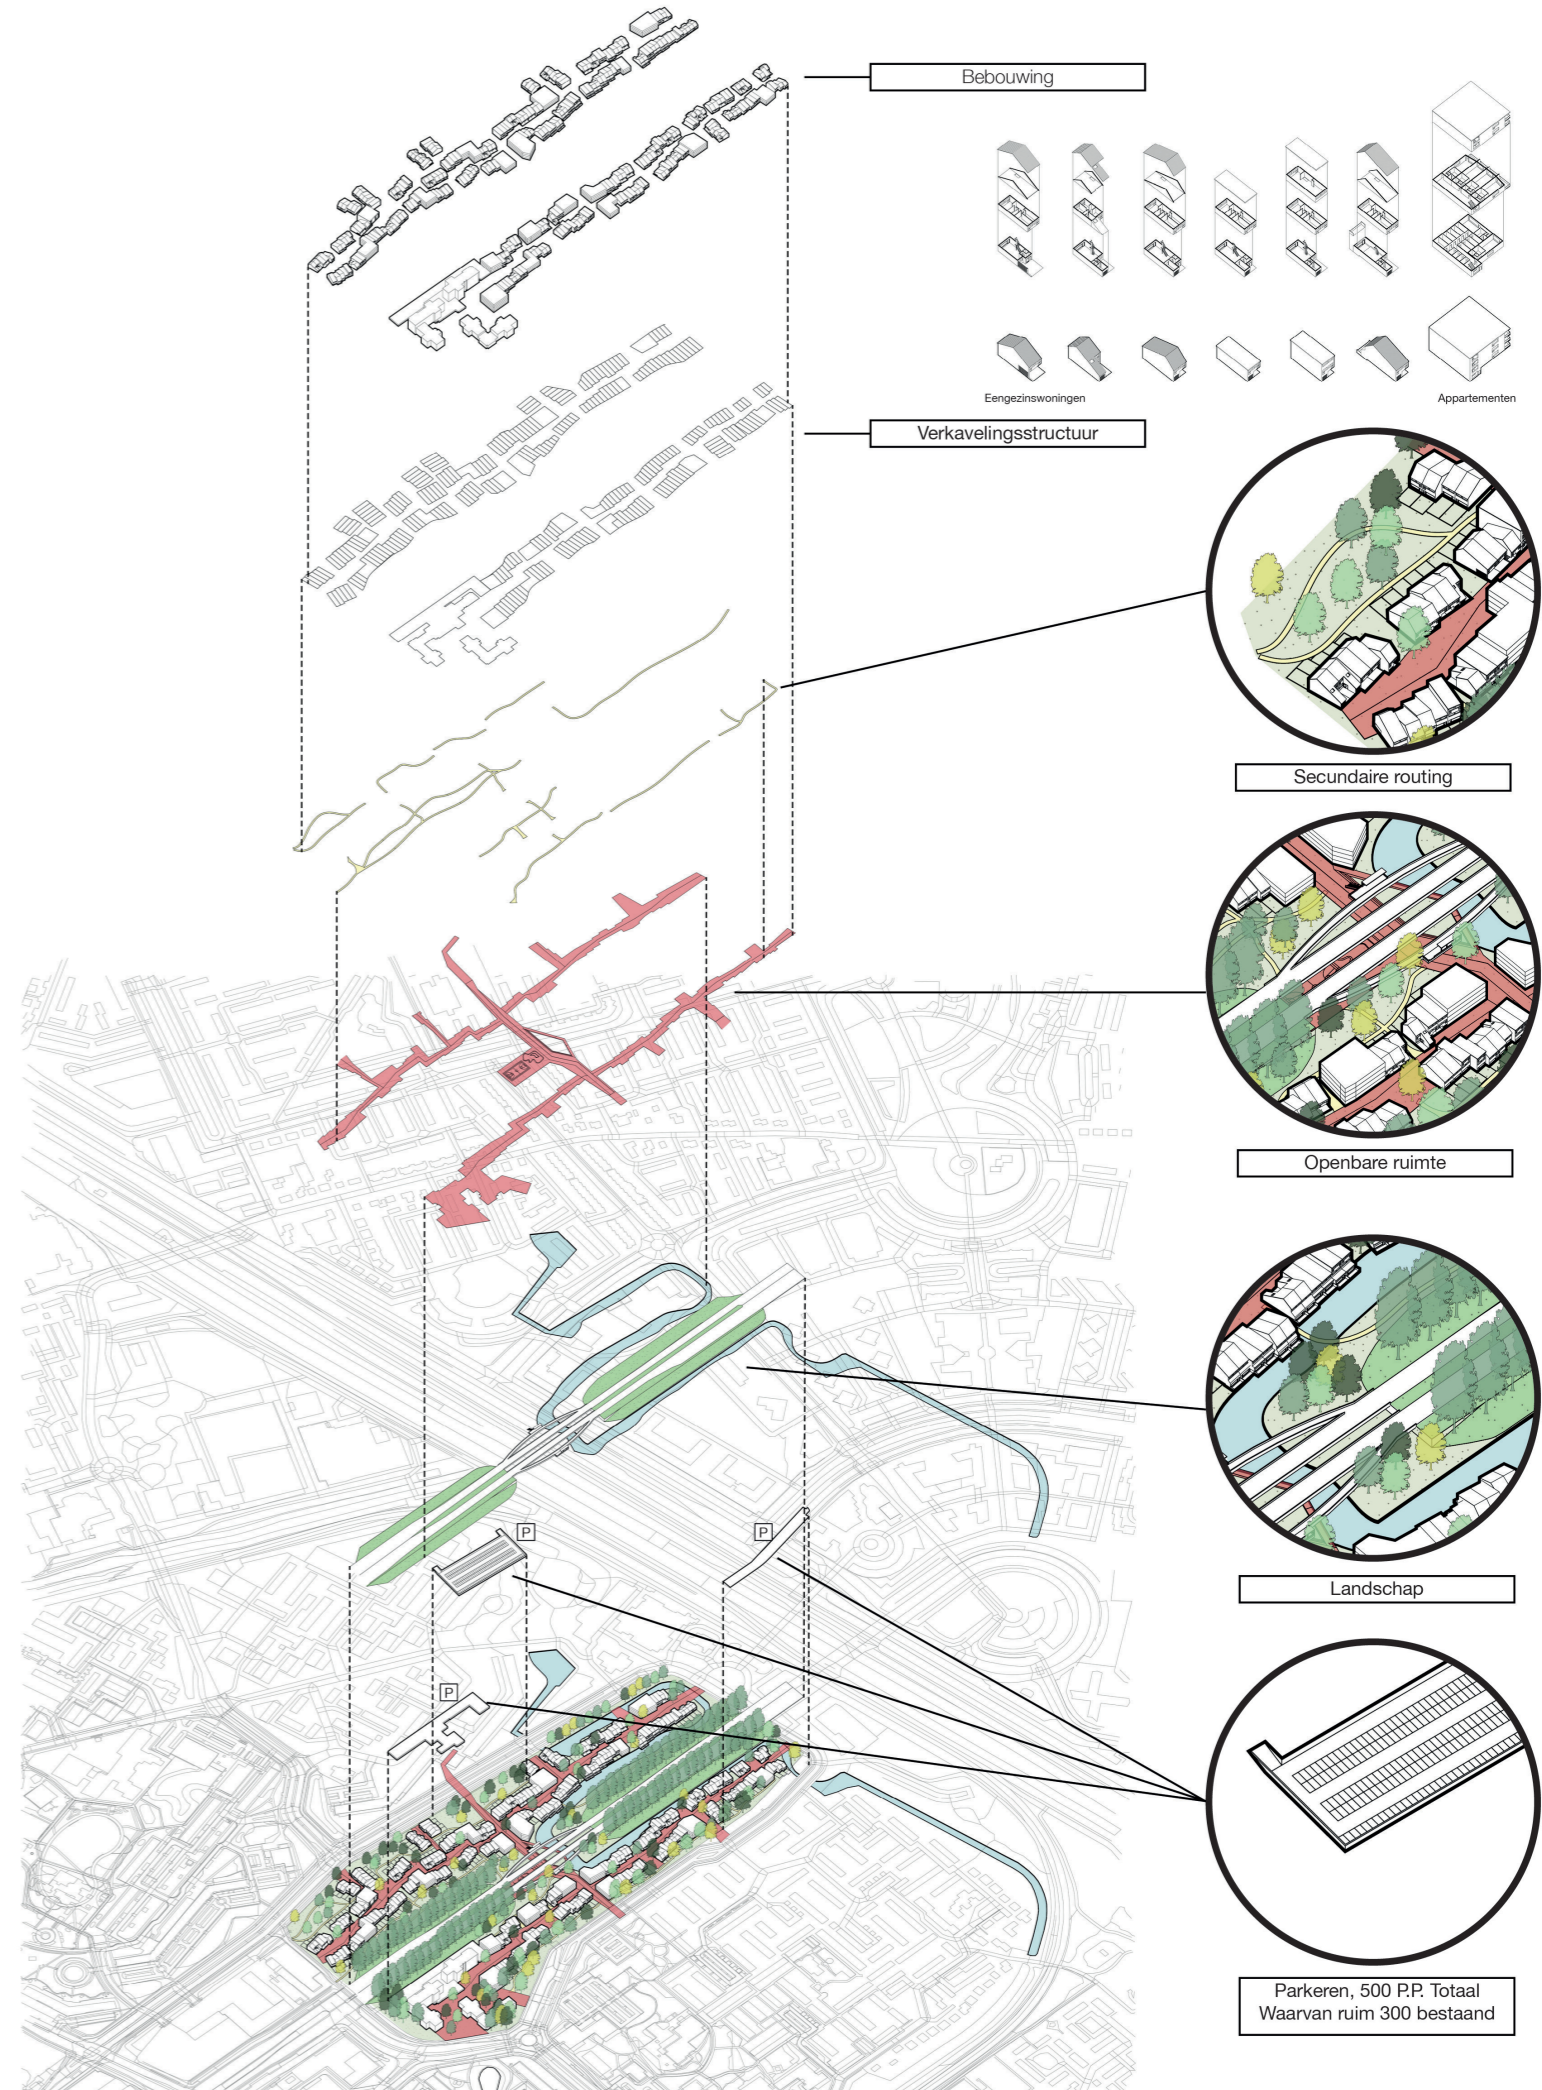 Bebouwing
Eengezinswoningen
Appartementen
Verkavelingsstructuur
Secundaire routing
Openbare ruimte
Landschap
P
P
P
Parkeren, 500 P.P. Totaal
Waarvan ruim 300 bestaand